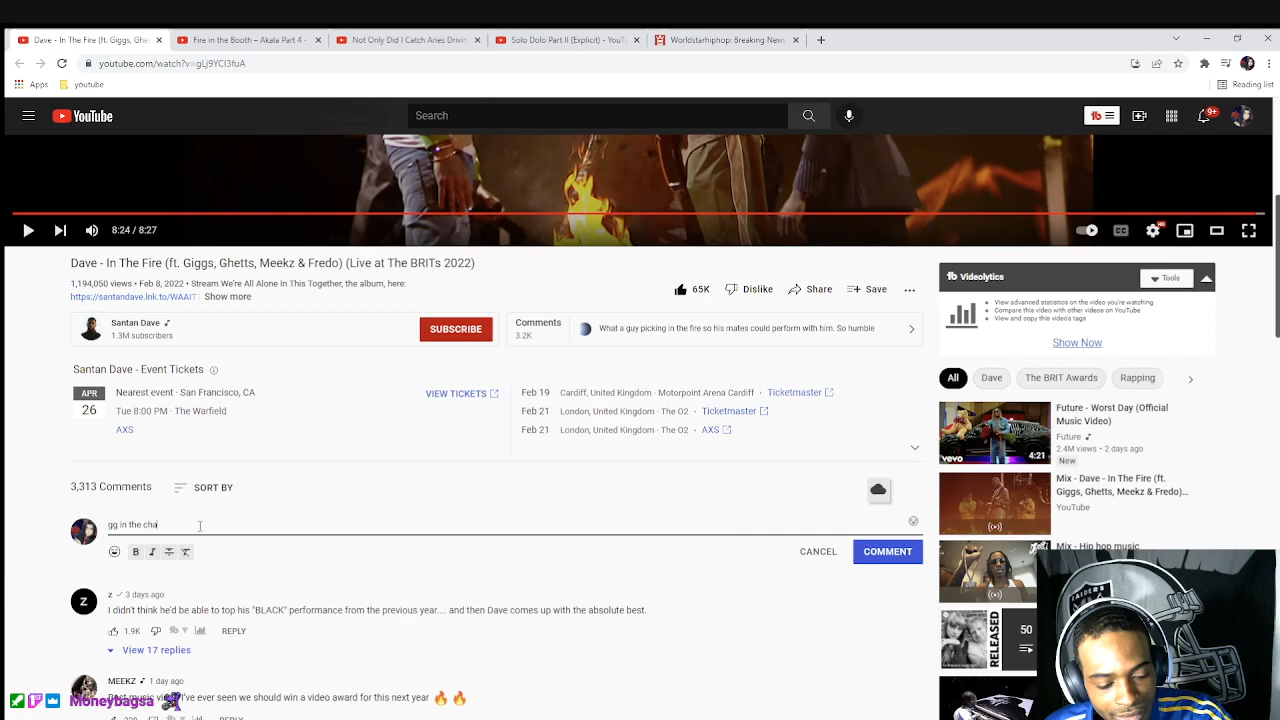 Dave - In The Fire (ft. Giggs, Ghet
Fire in the Booth – Akala Part 4 -
Not Only Did I Catch Aries Drivin
Solo Dolo Part II (Explicit) - YouT
Worldstarhiphop: Breaking News
youtube.com/watch?v=gLj9YCI3fuA
Apps
youtube
Reading list
YouTube
Search
9+
8:24 / 8:27
CC
HD
Dave - In The Fire (ft. Giggs, Ghetts, Meekz & Fredo) (Live at The BRITs 2022)
1,194,050 views • Feb 8, 2022 • Stream We're All Alone In This Together, the album, here:
https://santandave.lnk.to/WAAIT
Show more
65K
Dislike
Share
Save
Santan Dave
1.3M subscribers
SUBSCRIBE
Comments
3.2K
What a guy picking in the fire so his mates could perform with him. So humble
Santan Dave - Event Tickets
APR
26
Nearest event · San Francisco, CA
Tue 8:00 PM · The Warfield
AXS
VIEW TICKETS
Feb 19 Cardiff, United Kingdom · Motorpoint Arena Cardiff · Ticketmaster
Feb 21 London, United Kingdom · The O2 · Ticketmaster
Feb 21 London, United Kingdom · The O2 · AXS
3,313 Comments
SORT BY
gg in the cha
B I T
CANCEL
COMMENT
Z
z
3 days ago
I didn't think he'd be able to top his "BLACK" performance from the previous year.... and then Dave comes up with the absolute best.
1.9K
REPLY
View 17 replies
MEEKZ
1 day ago
I've ever seen we should win a video award for this next year
REPLY
Moneybagsa
tb Videolytics
Tools
View advanced statistics on the video you're watching
Compare this video with other videos on YouTube
View and copy this video's tags
Show Now
All
Dave
The BRIT Awards
Rapping
vevo
4:21
Future - Worst Day (Official
Music Video)
Future
2.4M views • 2 days ago
New
Mix - Dave - In The Fire (ft.
Giggs, Ghetts, Meekz & Fredo)...
YouTube
Mix - Hip hop music
RELEASED
50
RAIDERS